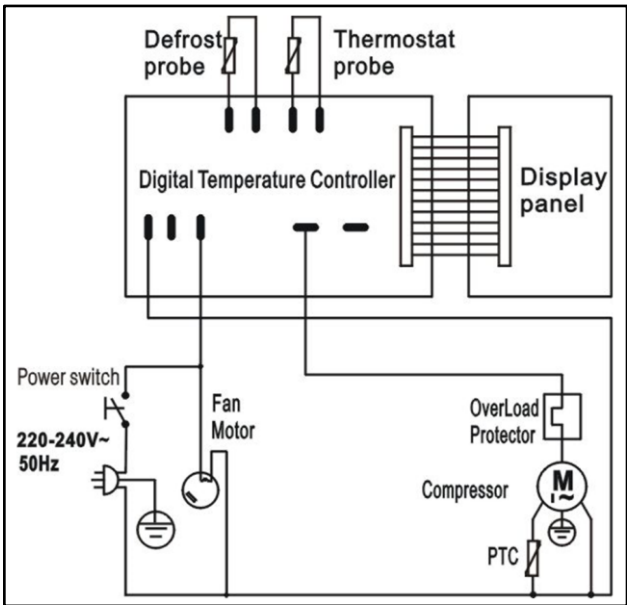 Defrost
probe
Thermostat
probe
Digital Temperature Controller
Display
panel
Power switch
220-240V~
50Hz
Fan
Motor
OverLoad
Protector
Compressor
M
1~
PTC